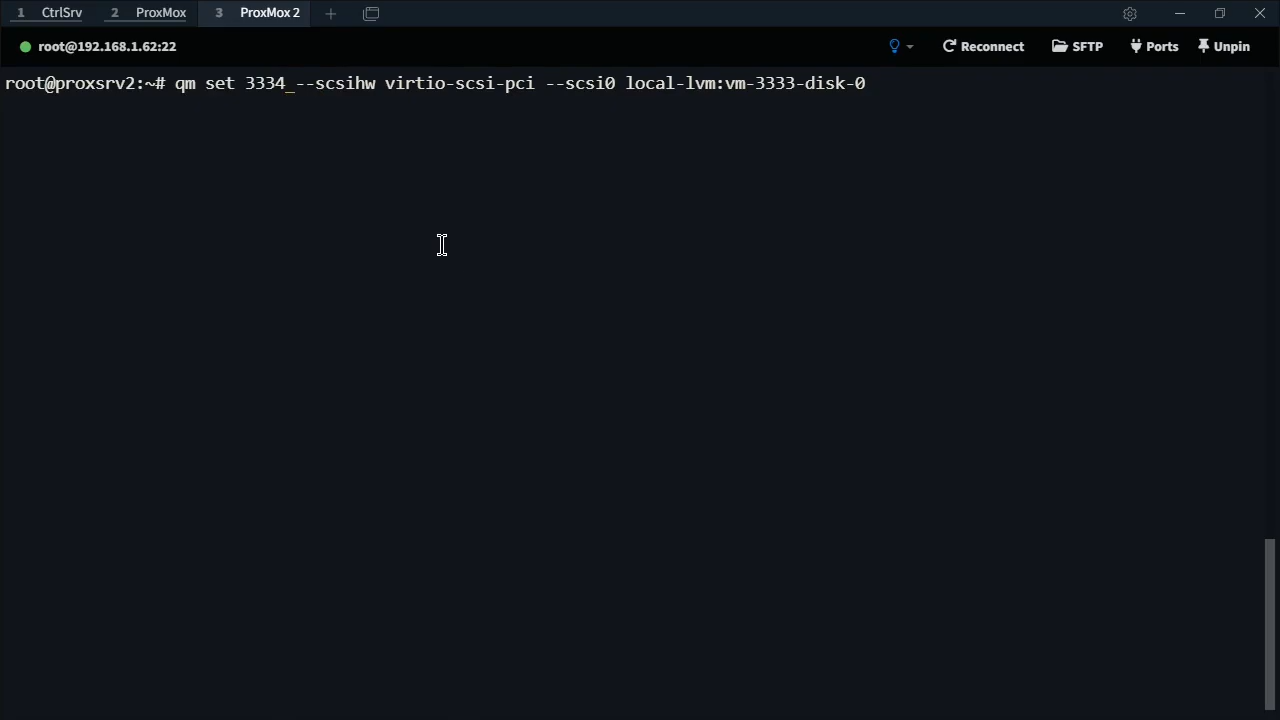 1 CtrlSrv 2 ProxMox 3 ProxMox 2
root@192.168.1.62:22 Reconnect SFTP Ports Unpin
root@proxsrv2:~# qm set 3334_--scsihw virtio-scsi-pci --scsi0 local-lvm:vm-3333-disk-0